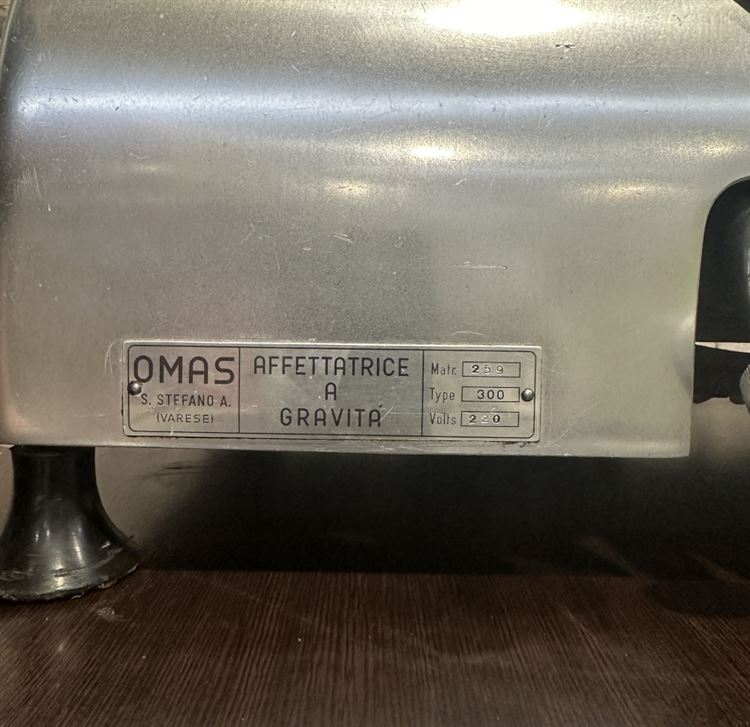 OMAS
S. STEFANO A.
(VARESE)
AFFETTATRICE
A
GRAVITÀ
Matr. 259
Type 300
Volts 220